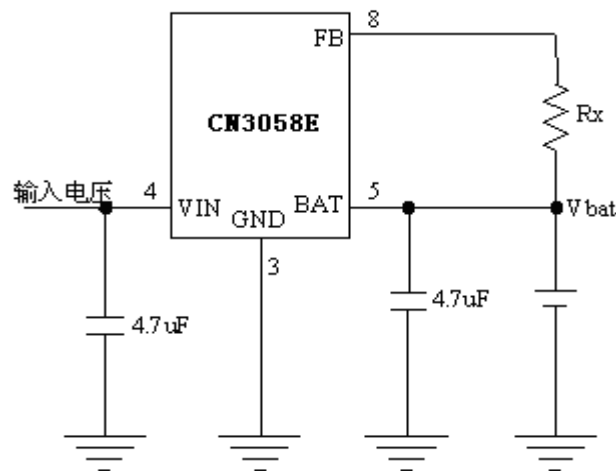 8
FB
CN3058E
Rx
输入电压
4
VIN
GND
BAT
5
Vbat
3
4.7uF
4.7uF